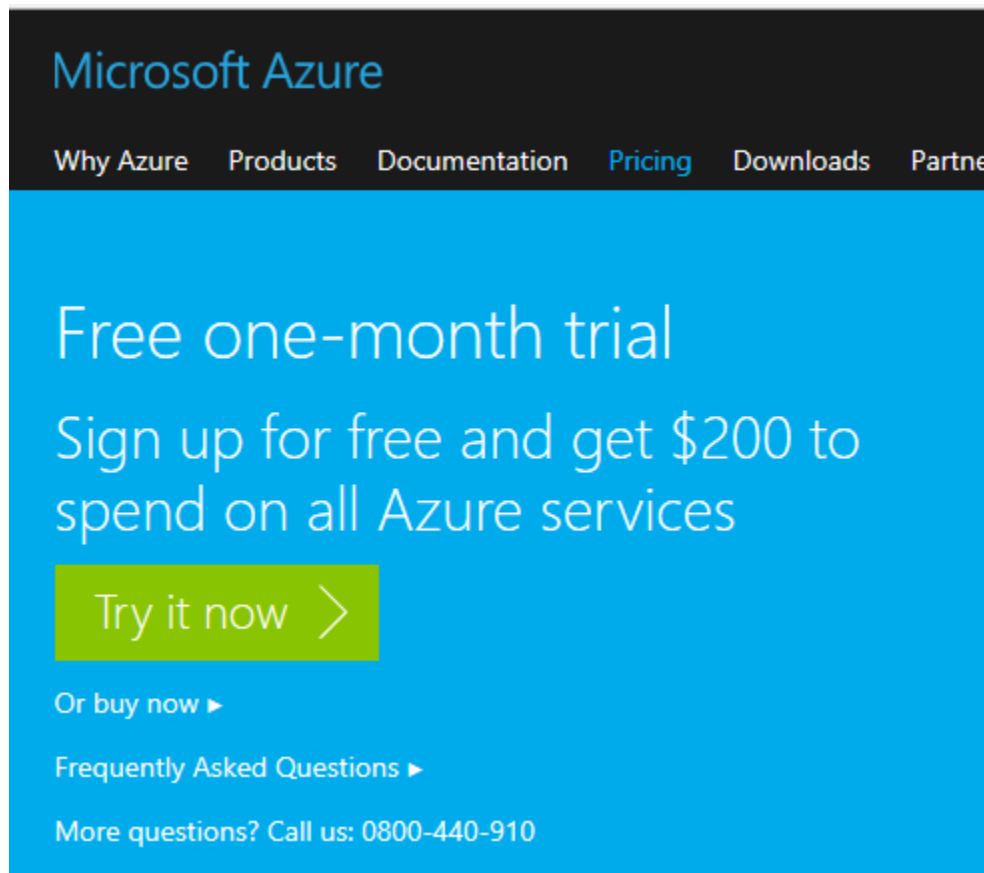 Microsoft Azure
Why Azure Products Documentation Pricing Downloads Partne
Free one-month trial
Sign up for free and get $200 to
spend on all Azure services
Try it now
Or buy now ▸
Frequently Asked Questions ▸
More questions? Call us: 0800-440-910